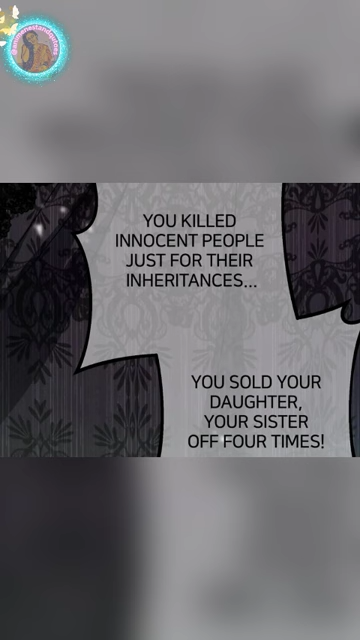 YOU KILLED
INNOCENT PEOPLE
JUST FOR THEIR
INHERITANCES...
YOU SOLD YOUR
DAUGHTER,
YOUR SISTER
OFF FOUR TIMES!